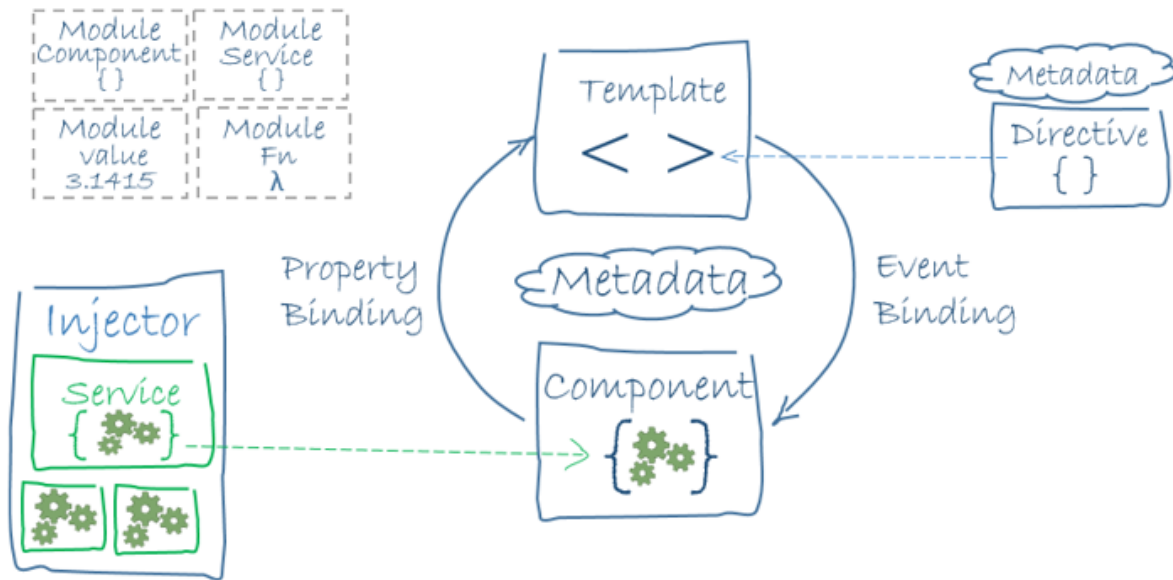 Module
Component
{ }
Module
Service
{ }
Module
value
3.1415
Module
Fn
λ
Template
< >
Metadata
Directive
{ }
Property
Binding
Metadata
Event
Binding
Injector
Service
{ }
Component
{ }